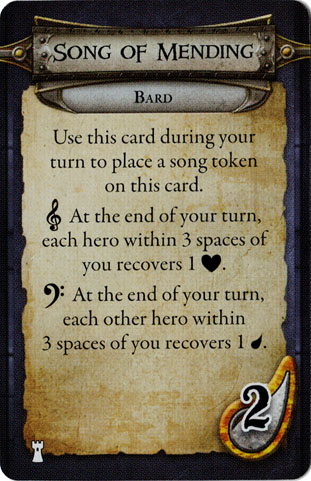 Song of Mending
Bard
Use this card during your
turn to place a song token
on this card.
At the end of your turn,
each hero within 3 spaces of
you recovers 1 .
At the end of your turn,
each other hero within
3 spaces of you recovers 1 .
2